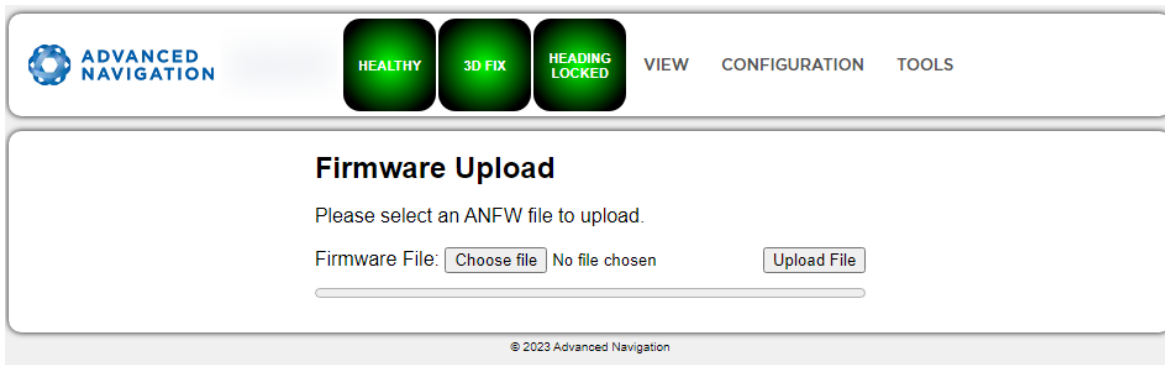 ADVANCED
NAVIGATION
HEALTHY
3D FIX
HEADING
LOCKED
VIEW
CONFIGURATION
TOOLS
Firmware Upload
Please select an ANFW file to upload.
Firmware File: Choose file No file chosen Upload File
© 2023 Advanced Navigation